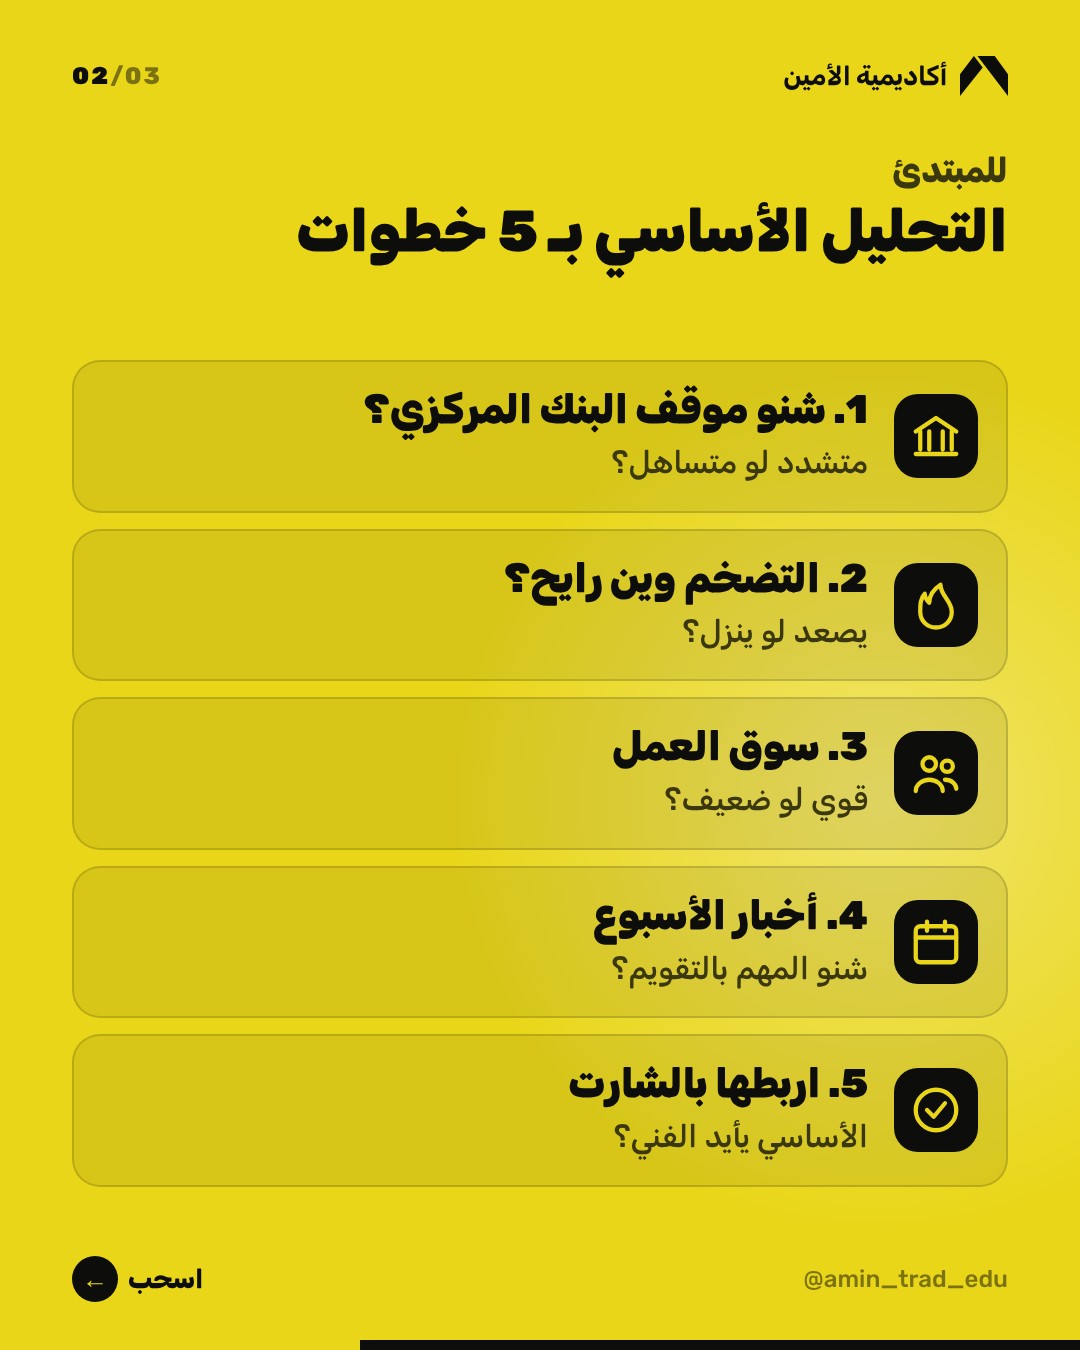 أكاديمية الأمين
02/03
للمبتدئ
التحليل الأساسي بـ 5 خطوات
1. شنو موقف البنك المركزي؟
متشدد لو متساهل؟
2. التضخم وين رايح؟
يصعد لو ينزل؟
3. سوق العمل
قوي لو ضعيف؟
4. أخبار الأسبوع
شنو المهم بالتقويم؟
5. اربطها بالشارت
الأساسي يأيد الفني؟
@amin_trad_edu
اسحب ←